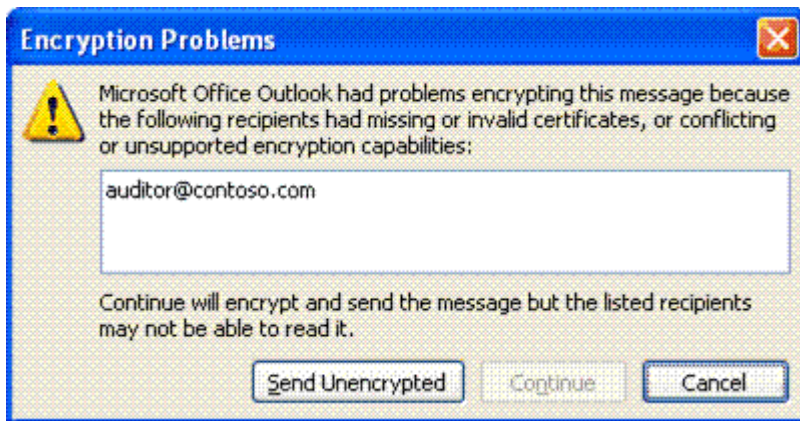 Encryption Problems
Microsoft Office Outlook had problems encrypting this message because
the following recipients had missing or invalid certificates, or conflicting
or unsupported encryption capabilities:
auditor@contoso.com
Continue will encrypt and send the message but the listed recipients
may not be able to read it.
Send Unencrypted Continue Cancel